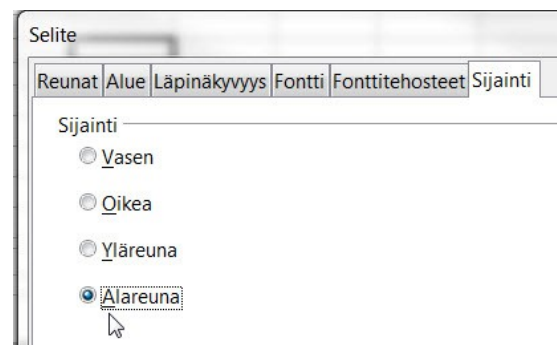 Selite
Reunat Alue Läpinäkyvyys Fontti Fonttitehosteet Sijainti
Sijainti
Vasen
Oikea
Yläreuna
Alareuna